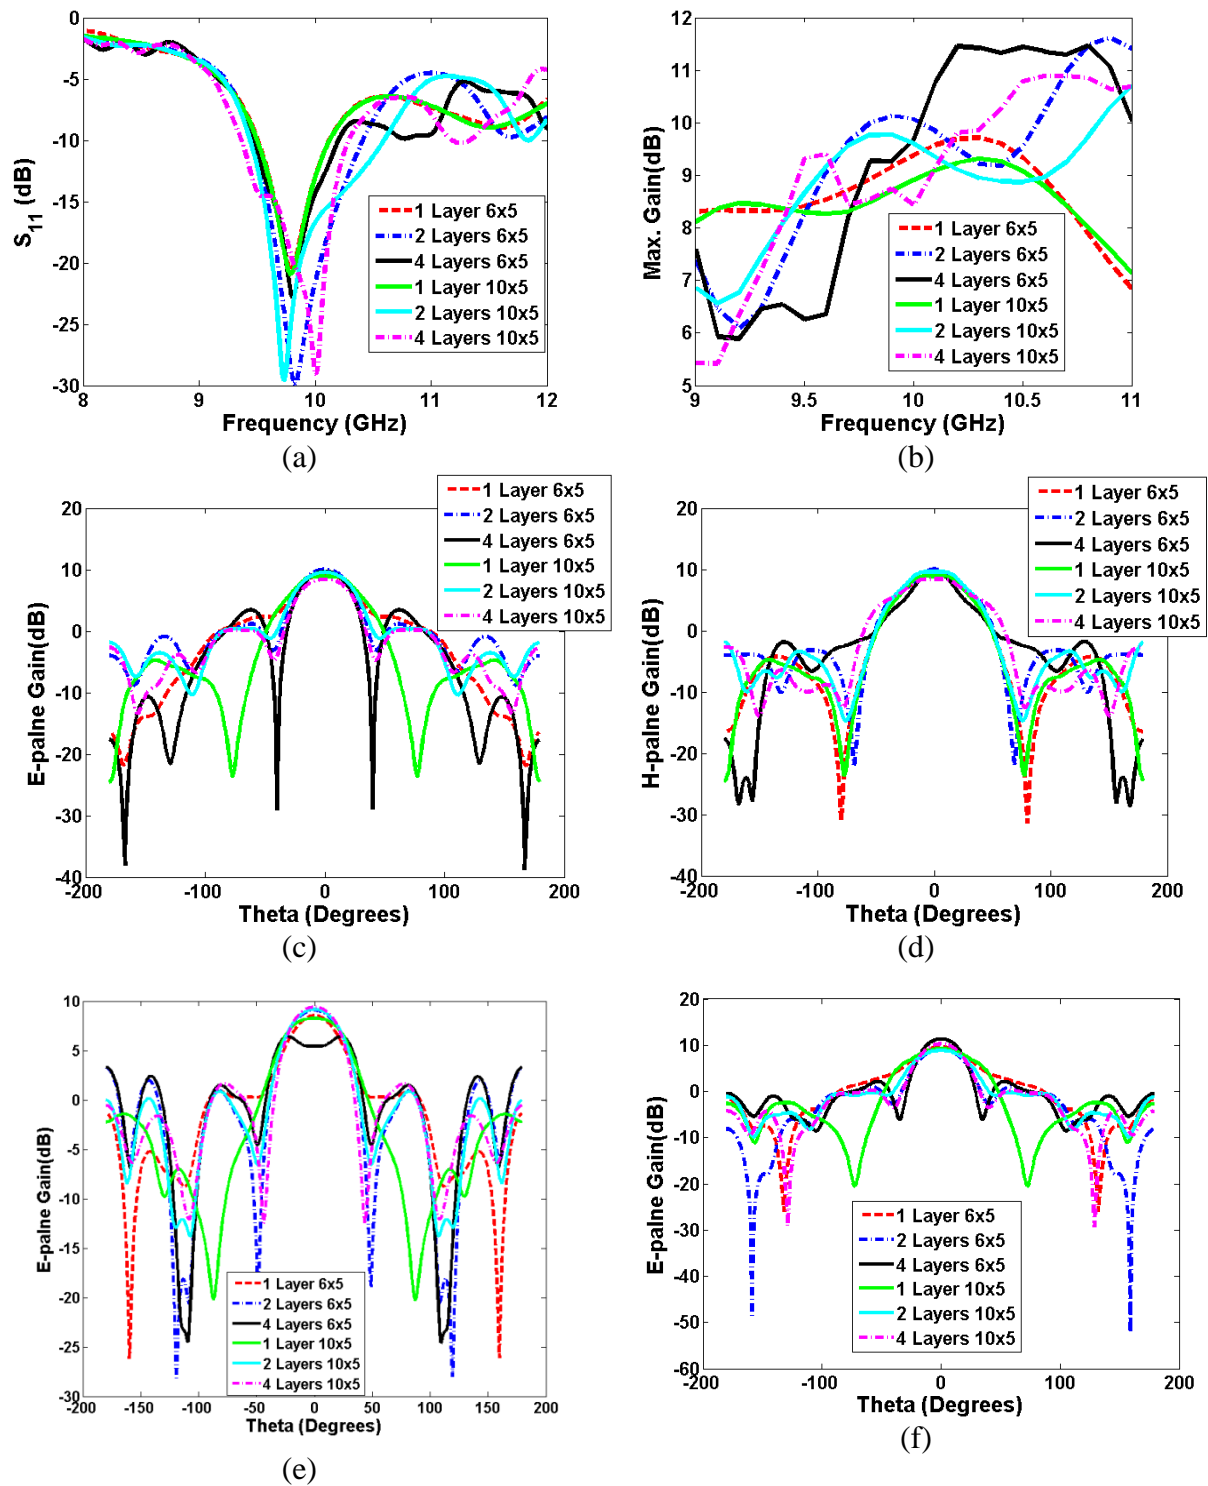 0
-5
-10
-15
-20
-25
-30
8
9
10
11
12
S11 (dB)
Frequency (GHz)
1 Layer 6x5
2 Layers 6x5
4 Layers 6x5
1 Layer 10x5
2 Layers 10x5
4 Layers 10x5
(a)
12
11
10
9
8
7
6
5
9
9.5
10
10.5
11
Max. Gain(dB)
Frequency (GHz)
1 Layer 6x5
2 Layers 6x5
4 Layers 6x5
1 Layer 10x5
2 Layers 10x5
4 Layers 10x5
(b)
20
10
0
-10
-20
-30
-40
-200
-100
0
100
200
E-palne Gain(dB)
Theta (Degrees)
1 Layer 6x5
2 Layers 6x5
4 Layers 6x5
1 Layer 10x5
2 Layers 10x5
4 Layers 10x5
(c)
20
10
0
-10
-20
-30
-40
-200
-100
0
100
200
H-palne Gain(dB)
Theta (Degrees)
1 Layer 6x5
2 Layers 6x5
4 Layers 6x5
1 Layer 10x5
2 Layers 10x5
4 Layers 10x5
(d)
10
5
0
-5
-10
-15
-20
-25
-30
-200
-150
-100
-50
0
50
100
150
200
E-palne Gain(dB)
Theta (Degrees)
1 Layer 6x5
2 Layers 6x5
4 Layers 6x5
1 Layer 10x5
2 Layers 10x5
4 Layers 10x5
(e)
20
10
0
-10
-20
-30
-40
-50
-60
-200
-100
0
100
200
E-palne Gain(dB)
Theta (Degrees)
1 Layer 6x5
2 Layers 6x5
4 Layers 6x5
1 Layer 10x5
2 Layers 10x5
4 Layers 10x5
(f)